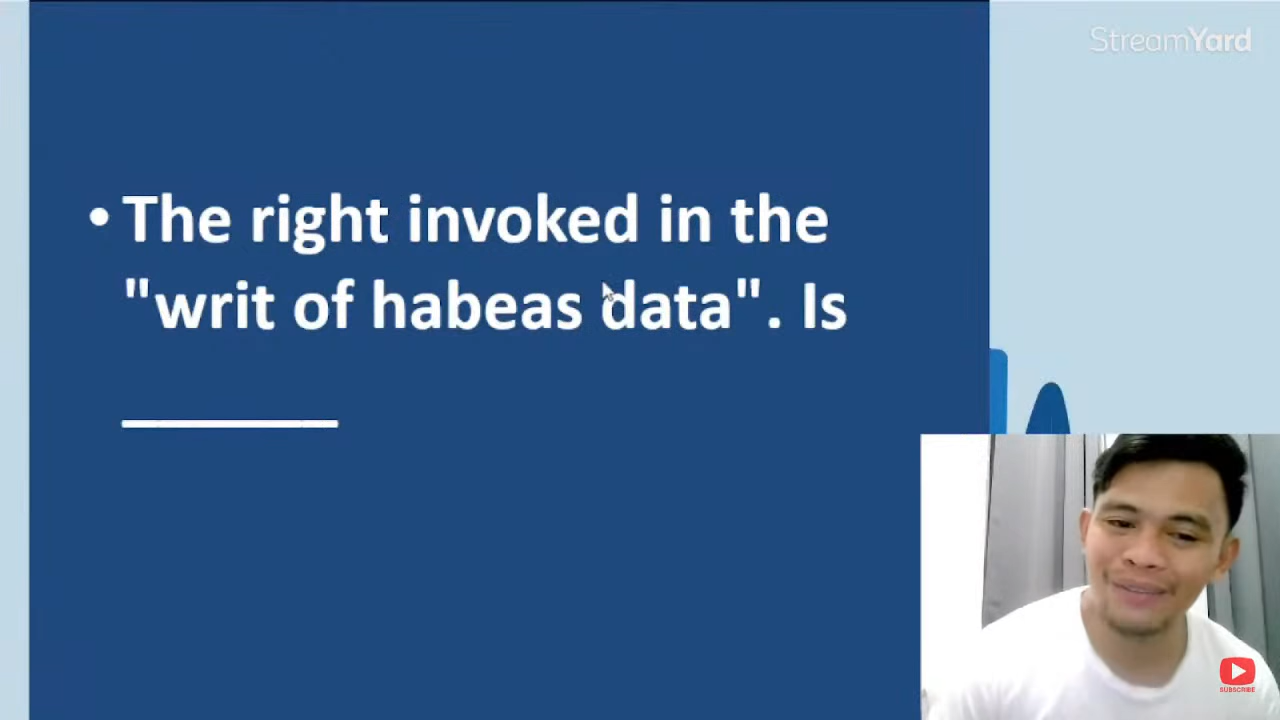 StreamYard
• The right invoked in the
"writ of habeas data". Is
SUBSCRIBE